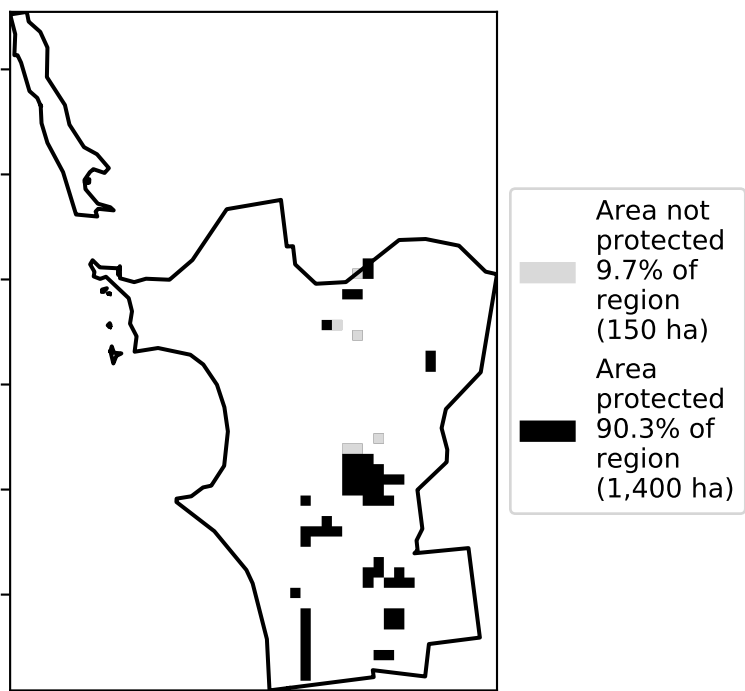 Area not
protected
9.7% of
region
(150 ha)
Area
protected
90.3% of
region
(1,400 ha)